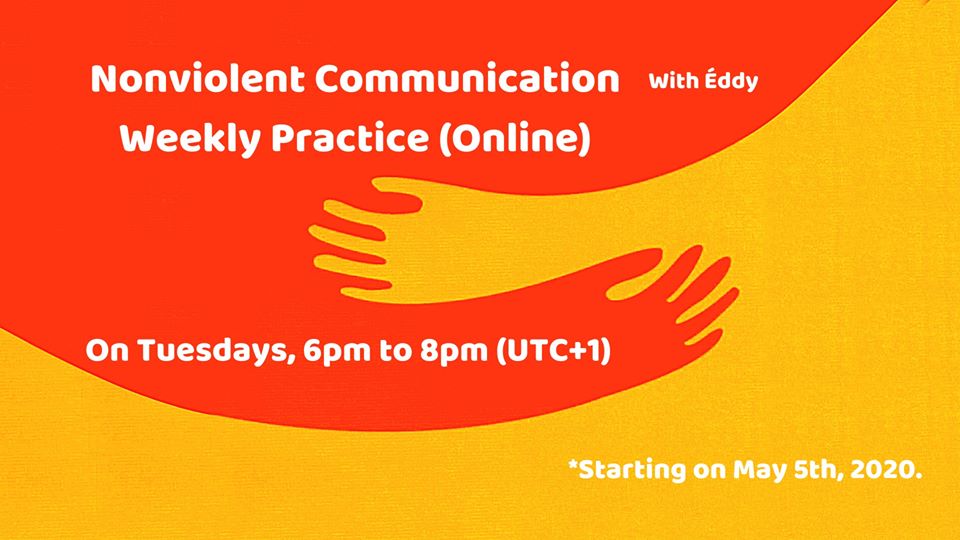 Nonviolent Communication With Éddy
Weekly Practice (Online)
On Tuesdays, 6pm to 8pm (UTC+1)
*Starting on May 5th, 2020.